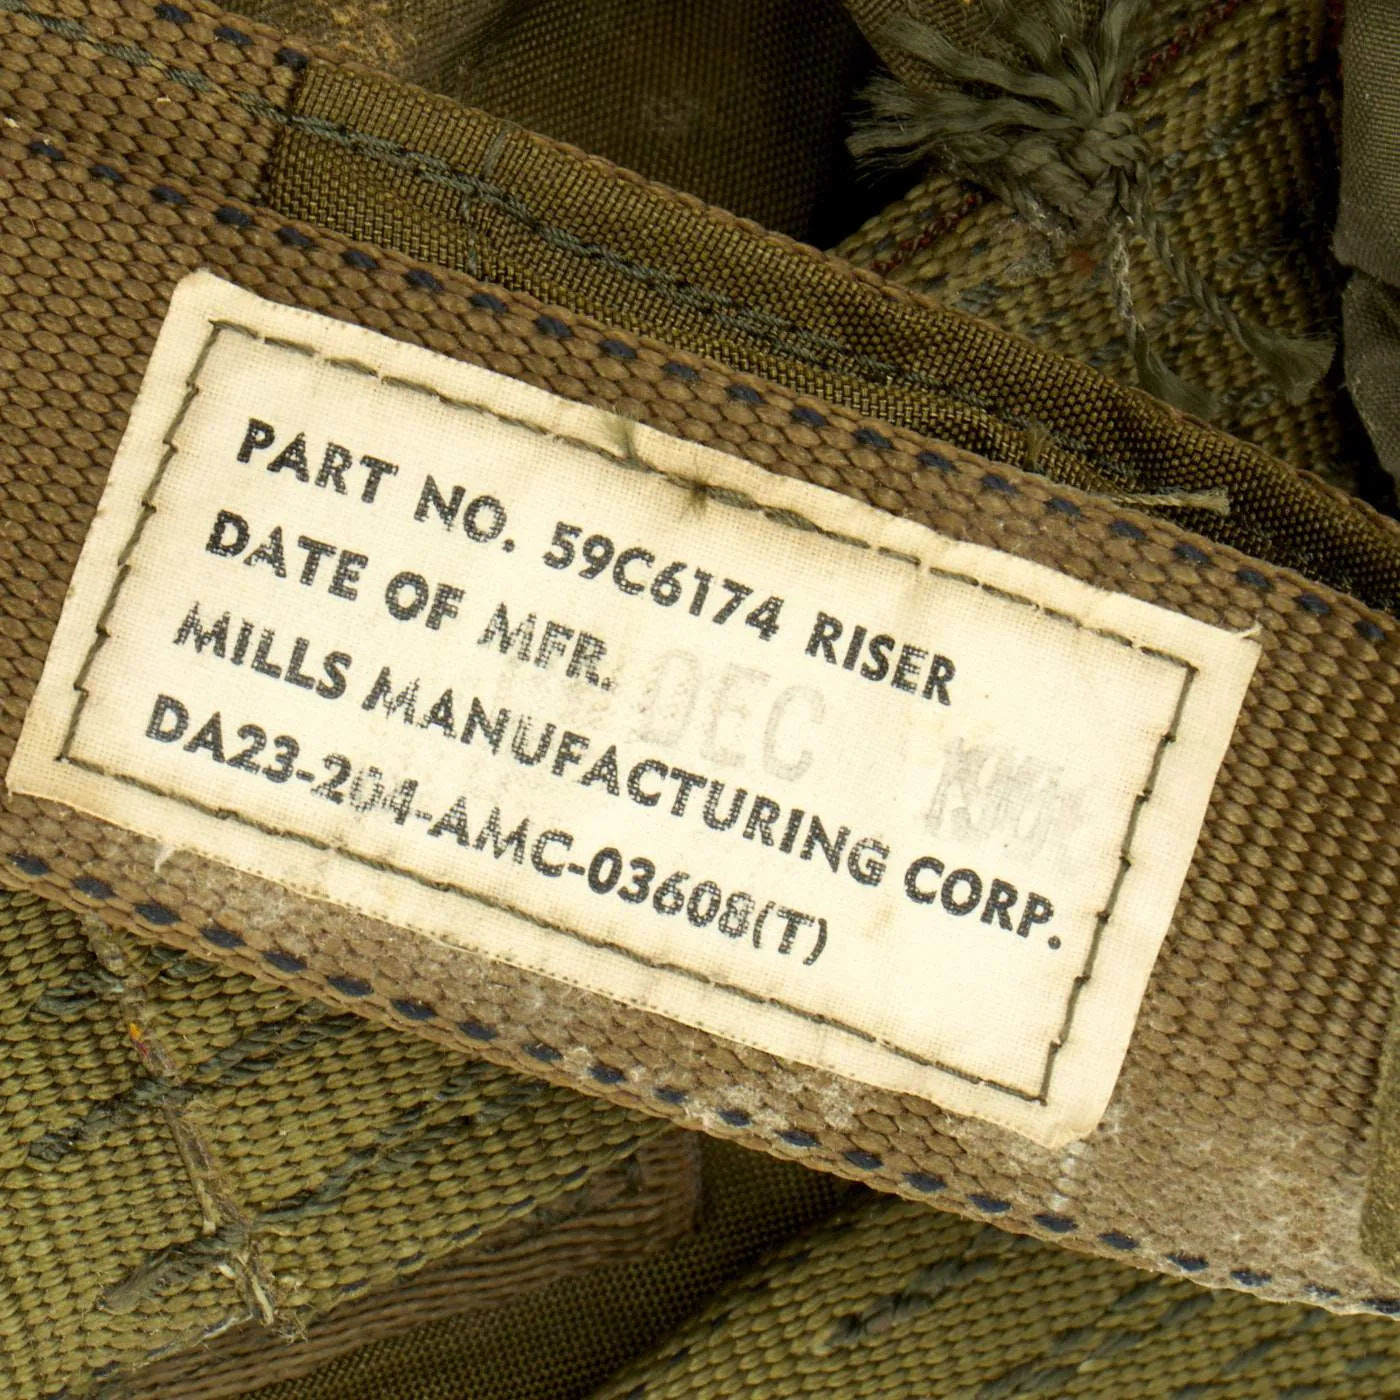 PART NO. 59C6174 RISER
DATE OF MFR. DEC
MILLS MANUFACTURING CORP.
DA23-204-AMC-03608(T)